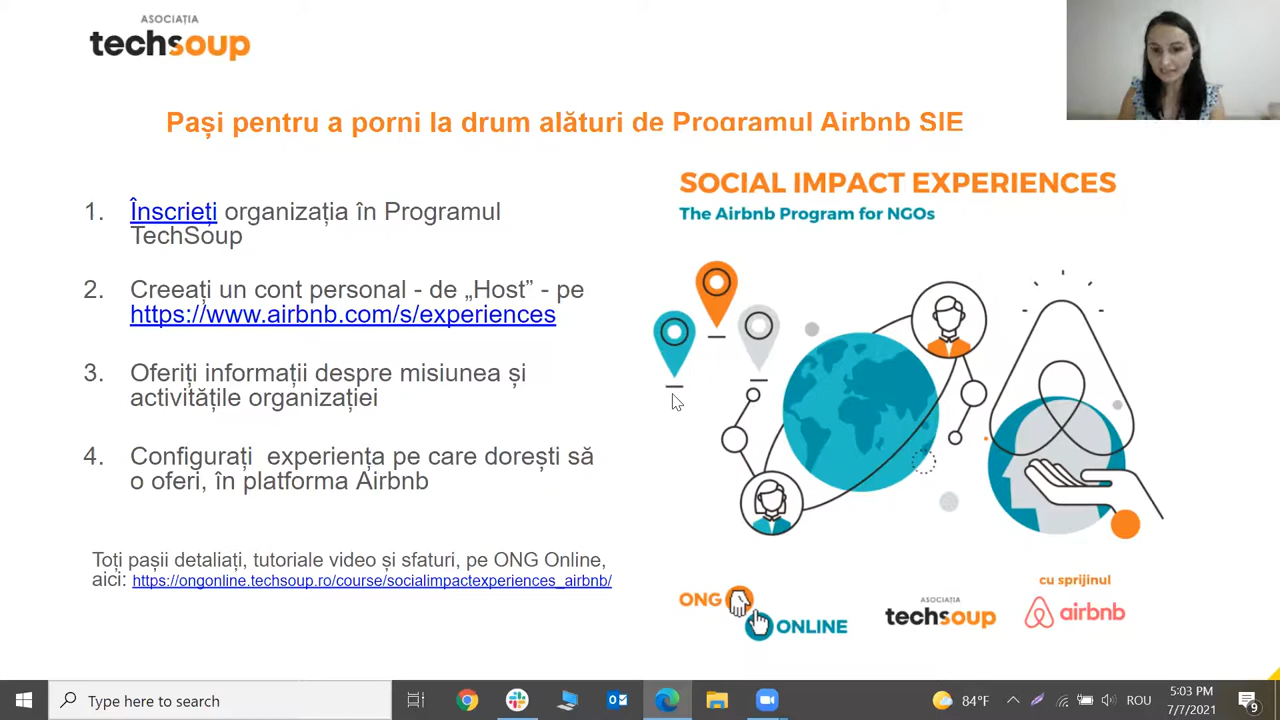 ASOCIAȚIA
techsoup
Pași pentru a porni la drum alături de Programul Airbnb SIE
1. Înscrieți organizația în Programul
TechSoup
2. Creeați un cont personal - de „Host” - pe
https://www.airbnb.com/s/experiences
3. Oferiți informații despre misiunea și
activitățile organizației
4. Configurați experiența pe care dorești să
o oferi, în platforma Airbnb
Toți pașii detaliați, tutoriale video și sfaturi, pe ONG Online,
aici: https://ongonline.techsoup.ro/course/socialimpactexperiences_airbnb/
SOCIAL IMPACT EXPERIENCES
The Airbnb Program for NGOs
ONG
ONLINE
ASOCIAȚIA
techsoup
cu sprijinul
airbnb
Type here to search
84°F
ROU
5:03 PM
7/7/2021
9